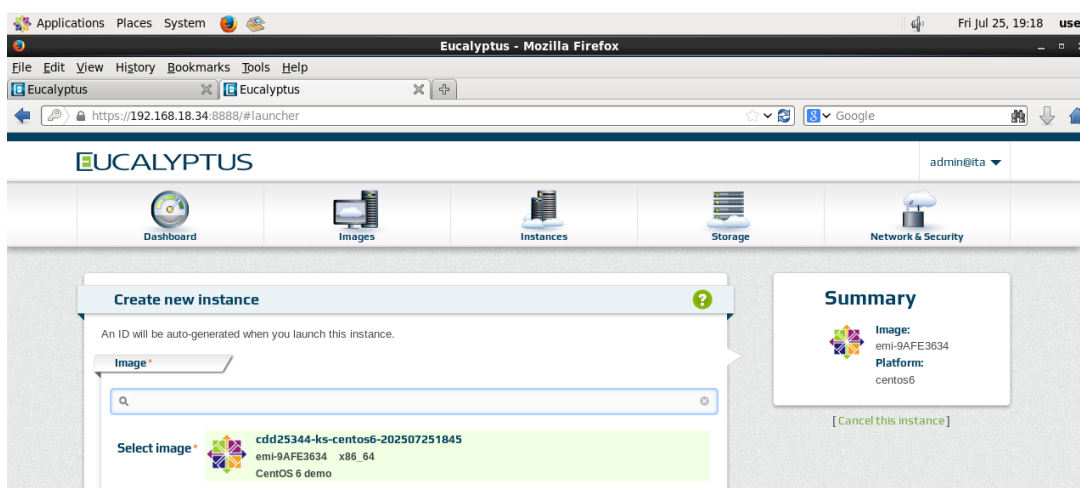 Applications Places System Fri Jul 25, 19:18 use
Eucalyptus - Mozilla Firefox
File Edit View History Bookmarks Tools Help
Eucalyptus Eucalyptus
https://192.168.18.34:8888/#launcher Google
EUCALYPTUS admin@ita
Dashboard Images Instances Storage Network & Security
Create new instance ?
An ID will be auto-generated when you launch this instance.
Image*
Select image*
cdd25344-ks-centos6-202507251845
emi-9AFE3634 x86_64
CentOS 6 demo
Summary
Image:
emi-9AFE3634
Platform:
centos6
[Cancel this instance]